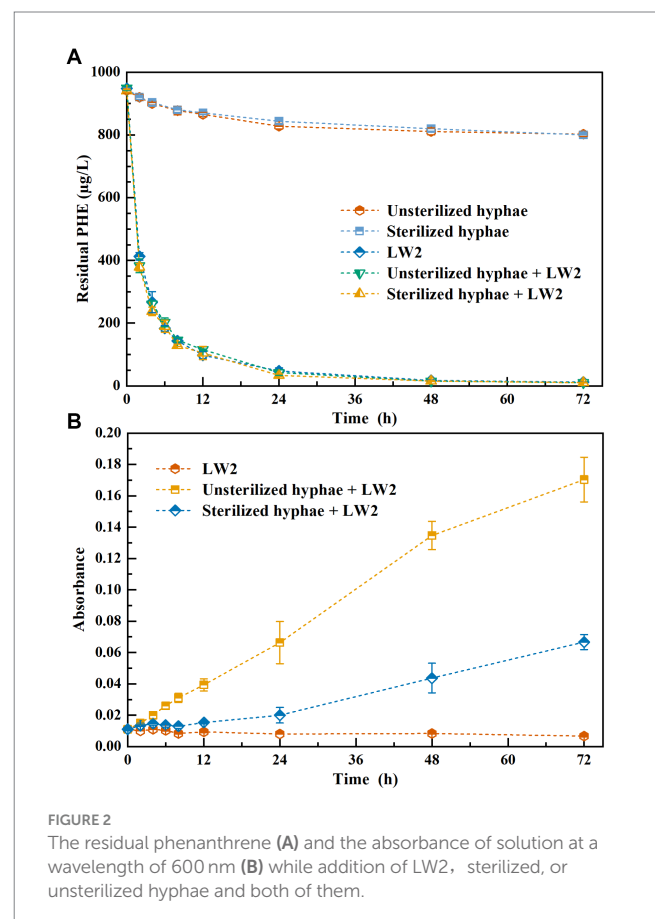 A
1000
800
600
400
200
0
Residual PHE (μg/L)
Unsterilized hyphae
Sterilized hyphae
LW2
Unsterilized hyphae + LW2
Sterilized hyphae + LW2
0 12 24 36 48 60 72
Time (h)
B
0.20
0.18
0.16
0.14
0.12
0.10
0.08
0.06
0.04
0.02
0.00
Absorbance
LW2
Unsterilized hyphae + LW2
Sterilized hyphae + LW2
0 12 24 36 48 60 72
Time (h)
FIGURE 2
The residual phenanthrene (A) and the absorbance of solution at a
wavelength of 600 nm (B) while addition of LW2，sterilized, or
unsterilized hyphae and both of them.